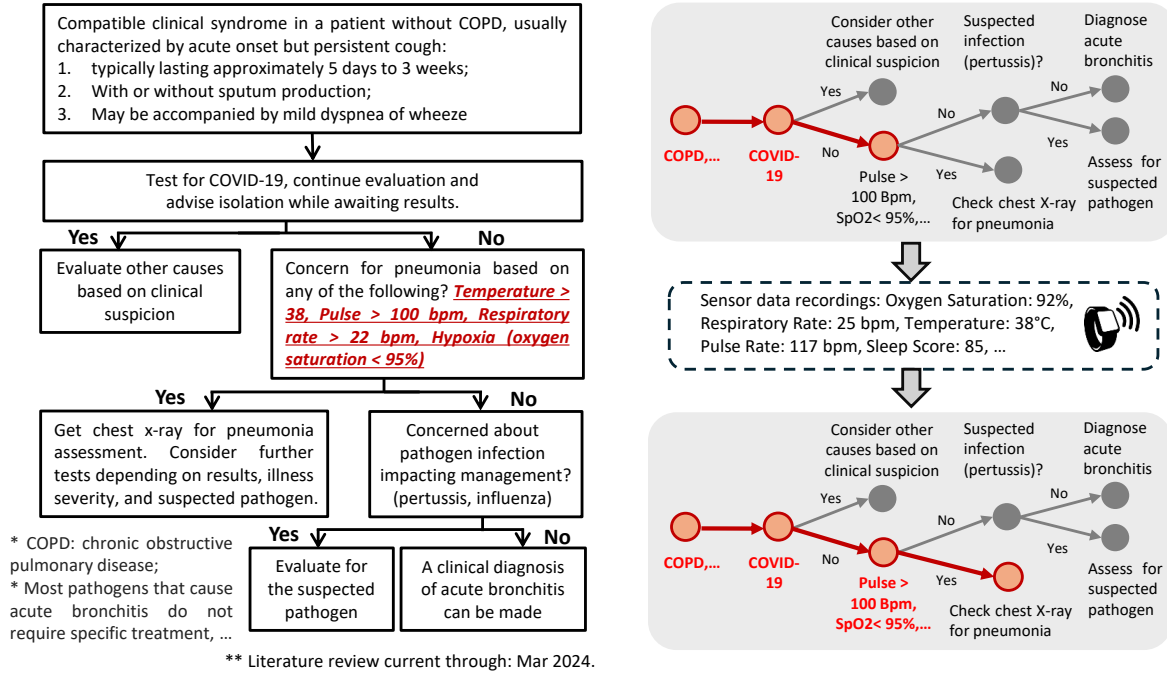 Compatible clinical syndrome in a patient without COPD, usually
characterized by acute onset but persistent cough:
1. typically lasting approximately 5 days to 3 weeks;
2. With or without sputum production;
3. May be accompanied by mild dyspnea of wheeze
Test for COVID-19, continue evaluation and
advise isolation while awaiting results.
Yes
No
Evaluate other causes
based on clinical
suspicion
Concern for pneumonia based on
any of the following? Temperature >
38, Pulse > 100 bpm, Respiratory
rate > 22 bpm, Hypoxia (oxygen
saturation < 95%)
Yes
No
Get chest x-ray for pneumonia
assessment. Consider further
tests depending on results, illness
severity, and suspected pathogen.
Concerned about
pathogen infection
impacting management?
(pertussis, influenza)
Yes
No
Evaluate for
the suspected
pathogen
A clinical diagnosis
of acute bronchitis
can be made
* COPD: chronic obstructive
pulmonary disease;
* Most pathogens that cause
acute bronchitis do not
require specific treatment, ...
** Literature review current through: Mar 2024.
Consider other
causes based on
clinical suspicion
Suspected
infection
(pertussis)?
Diagnose
acute
bronchitis
Yes
No
No
COPD,...
COVID-
19
No
Yes
Yes
Pulse >
100 Bpm,
SpO2< 95%,...
Check chest X-ray
for pneumonia
Assess for
suspected
pathogen
Sensor data recordings: Oxygen Saturation: 92%,
Respiratory Rate: 25 bpm, Temperature: 38°C,
Pulse Rate: 117 bpm, Sleep Score: 85, ...
Consider other
causes based on
clinical suspicion
Suspected
infection
(pertussis)?
Diagnose
acute
bronchitis
Yes
No
No
COPD,...
COVID-
19
No
Yes
Yes
Pulse >
100 Bpm,
SpO2< 95%,...
Check chest X-ray
for pneumonia
Assess for
suspected
pathogen